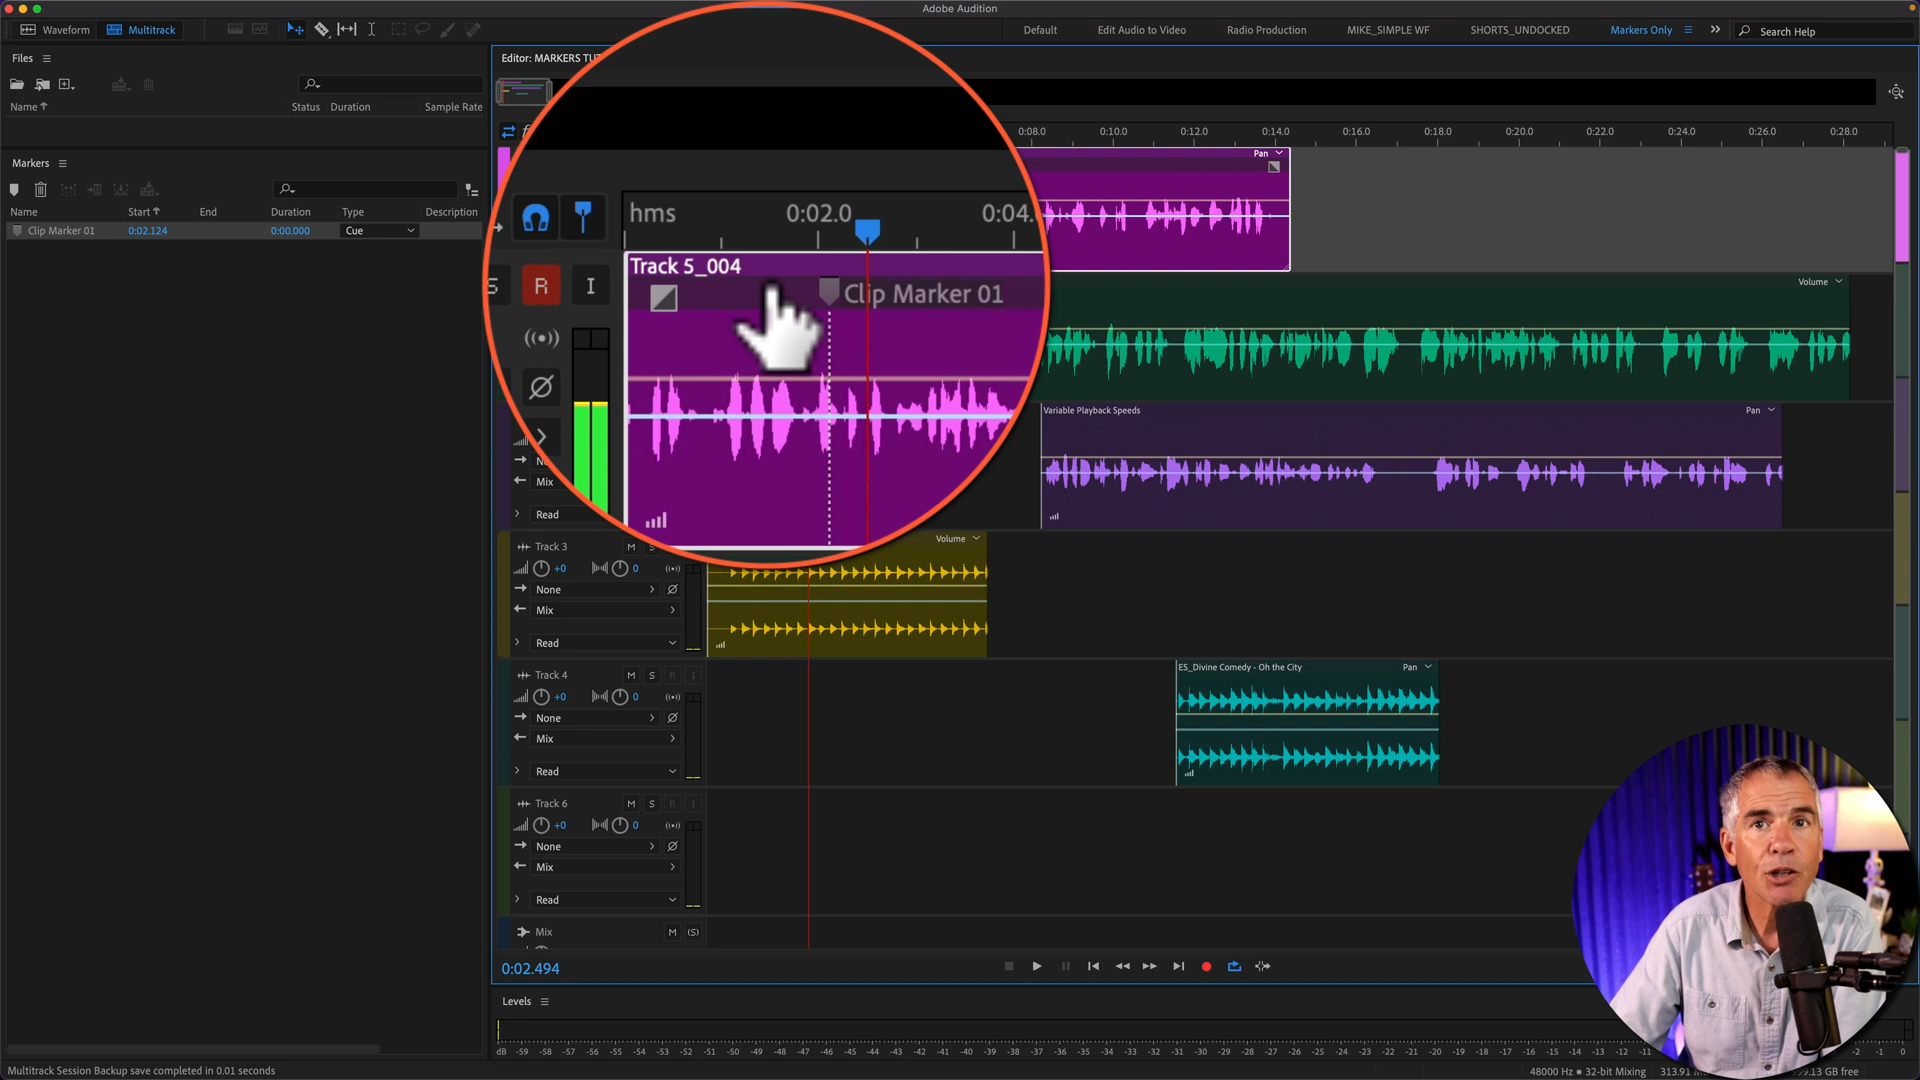 Adobe Audition
Waveform Multitrack
Default Edit Audio to Video Radio Production MIKE_SIMPLE WF SHORTS_UNDOCKED Markers Only Search Help
Files
Name Status Duration Sample Rate
Markers
Name Start End Duration Type Description
Clip Marker 01 0:02.124 0:00.000 Cue
Editor: MARKERS
0:08.0 0:10.0 0:12.0 0:14.0 0:16.0 0:18.0 0:20.0 0:22.0 0:24.0 0:26.0 0:28.0
Pan
hms 0:02.0 0:04.
Track 5_004
S R I
Clip Marker 01
Volume
Variable Playback Speeds Pan
Mix
Read
Track 3 M S
Volume
+0 0
None
Mix
Read
Track 4 M S R I
+0 0
None
Mix
Read
ES_Divine Comedy - Oh the City Pan
Track 6 M S R I
+0 0
None
Mix
Read
Mix M (S)
0:02.494
Levels
dB -59 -58 -57 -56 -55 -54 -53 -52 -51 -50 -49 -48 -47 -46 -45 -44 -43 -42 -41 -40 -39 -38 -37 -36 -35 -34 -33 -32 -31 -30 -29 -28 -27 -26 -25 -24 -23 -22 -21 -20 -19 -18 -17 -16 -15 -14 -13 -12 -11 -2 -1 0
Multitrack Session Backup save completed in 0.01 seconds
48000 Hz • 32-bit Mixing 313.91 GB free